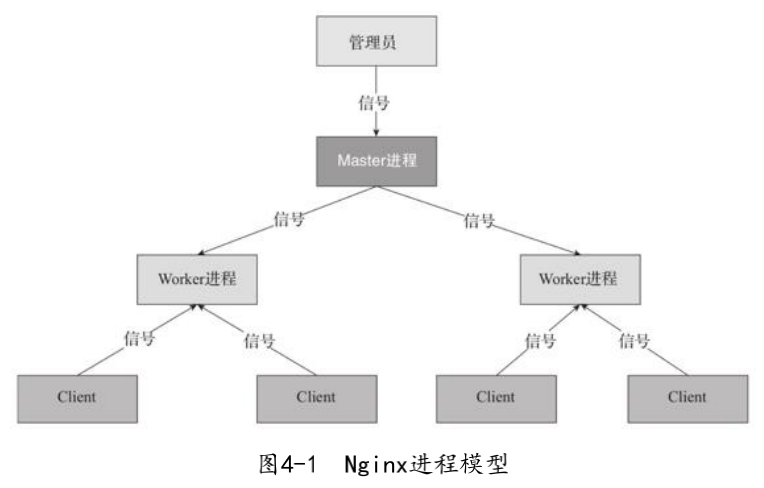 管理员
信号
Master进程
信号 信号
Worker进程 Worker进程
信号 信号 信号 信号
Client Client Client Client
图4-1 Nginx进程模型